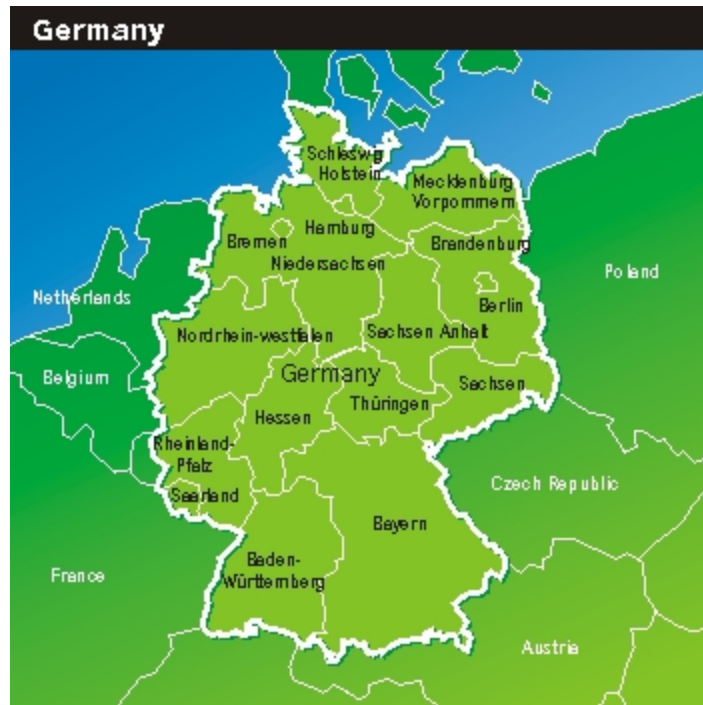 Germany
Schleswig
Holstein
Mecklenburg
Vorpommern
Hamburg
Bremen
Brandenburg
Niedersachsen
Poland
Netherlands
Berlin
Nordrhein-westfalen
Sachsen Anhalt
Germany
Belgium
Sachsen
Thüringen
Hessen
Rheinland-
Pfalz
Czech Republic
Saarland
Bayern
Baden-
Württemberg
France
Austria